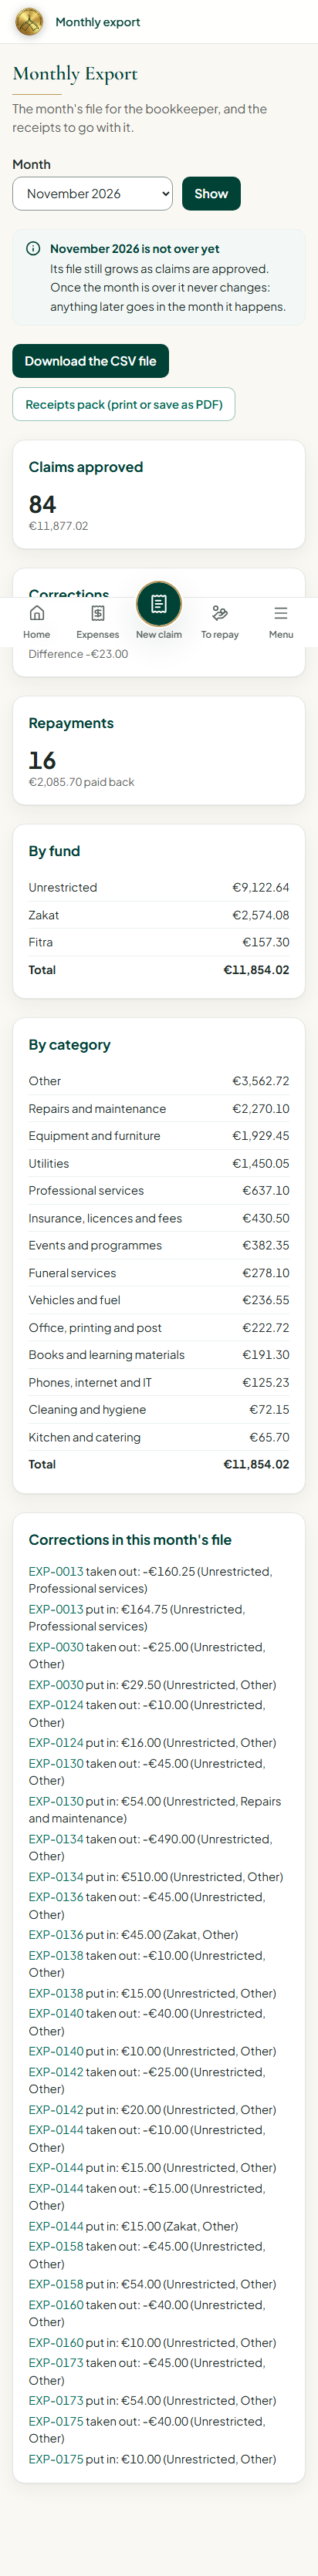 Monthly export
Monthly Export
The month's file for the bookkeeper, and the
receipts to go with it.
Month
November 2026
Show
November 2026 is not over yet
Its file still grows as claims are approved.
Once the month is over it never changes:
anything later goes in the month it happens.
Download the CSV file
Receipts pack (print or save as PDF)
Claims approved
84
€11,877.02
Corrections
Home
Expenses
New claim
To repay
Menu
Difference -€23.00
Repayments
16
€2,085.70 paid back
By fund
Unrestricted €9,122.64
Zakat €2,574.08
Fitra €157.30
Total €11,854.02
By category
Other €3,562.72
Repairs and maintenance €2,270.10
Equipment and furniture €1,929.45
Utilities €1,450.05
Professional services €637.10
Insurance, licences and fees €430.50
Events and programmes €382.35
Funeral services €278.10
Vehicles and fuel €236.55
Office, printing and post €222.72
Books and learning materials €191.30
Phones, internet and IT €125.23
Cleaning and hygiene €72.15
Kitchen and catering €65.70
Total €11,854.02
Corrections in this month's file
EXP-0013 taken out: -€160.25 (Unrestricted,
Professional services)
EXP-0013 put in: €164.75 (Unrestricted,
Professional services)
EXP-0030 taken out: -€25.00 (Unrestricted,
Other)
EXP-0030 put in: €29.50 (Unrestricted, Other)
EXP-0124 taken out: -€10.00 (Unrestricted,
Other)
EXP-0124 put in: €16.00 (Unrestricted, Other)
EXP-0130 taken out: -€45.00 (Unrestricted,
Other)
EXP-0130 put in: €54.00 (Unrestricted, Repairs
and maintenance)
EXP-0134 taken out: -€490.00 (Unrestricted,
Other)
EXP-0134 put in: €510.00 (Unrestricted, Other)
EXP-0136 taken out: -€45.00 (Unrestricted,
Other)
EXP-0136 put in: €45.00 (Zakat, Other)
EXP-0138 taken out: -€10.00 (Unrestricted,
Other)
EXP-0138 put in: €15.00 (Unrestricted, Other)
EXP-0140 taken out: -€40.00 (Unrestricted,
Other)
EXP-0140 put in: €10.00 (Unrestricted, Other)
EXP-0142 taken out: -€25.00 (Unrestricted,
Other)
EXP-0142 put in: €20.00 (Unrestricted, Other)
EXP-0144 taken out: -€10.00 (Unrestricted,
Other)
EXP-0144 put in: €15.00 (Unrestricted, Other)
EXP-0144 taken out: -€15.00 (Unrestricted,
Other)
EXP-0144 put in: €15.00 (Zakat, Other)
EXP-0158 taken out: -€45.00 (Unrestricted,
Other)
EXP-0158 put in: €54.00 (Unrestricted, Other)
EXP-0160 taken out: -€40.00 (Unrestricted,
Other)
EXP-0160 put in: €10.00 (Unrestricted, Other)
EXP-0173 taken out: -€45.00 (Unrestricted,
Other)
EXP-0173 put in: €54.00 (Unrestricted, Other)
EXP-0175 taken out: -€40.00 (Unrestricted,
Other)
EXP-0175 put in: €10.00 (Unrestricted, Other)